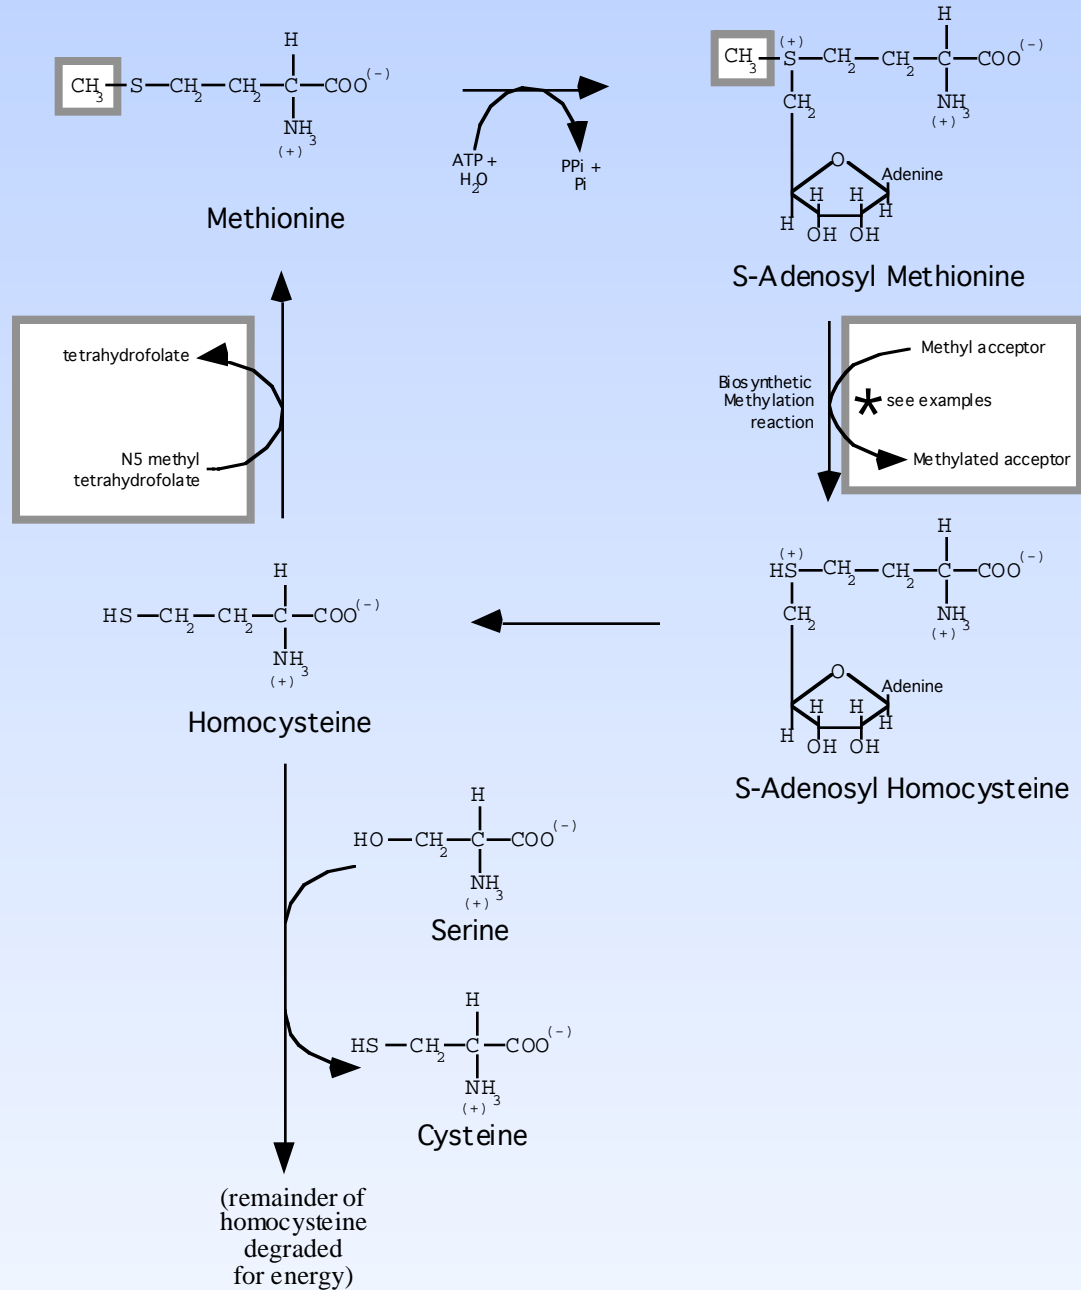 H
CH3—S—CH2—CH2—C—COO(-)
NH3
(+)
Methionine
ATP +
H2O
PPi +
Pi
H
(+)
CH3—S—CH2—CH2—C—COO(-)
CH2
NH3
(+)
O
Adenine
H H
H H
OH OH
S-Adenosyl Methionine
tetrahydrofolate
N5 methyl
tetrahydrofolate
Biosynthetic
Methylation
reaction
Methyl acceptor
* see examples
Methylated acceptor
H
HS—CH2—CH2—C—COO(-)
NH3
(+)
Homocysteine
H
(+)
HS—CH2—CH2—C—COO(-)
CH2
NH3
(+)
O
Adenine
H H
H H
OH OH
S-Adenosyl Homocysteine
H
HO—CH2—C—COO(-)
NH3
(+)
Serine
H
HS—CH2—C—COO(-)
NH3
(+)
Cysteine
(remainder of
homocysteine
degraded
for energy)